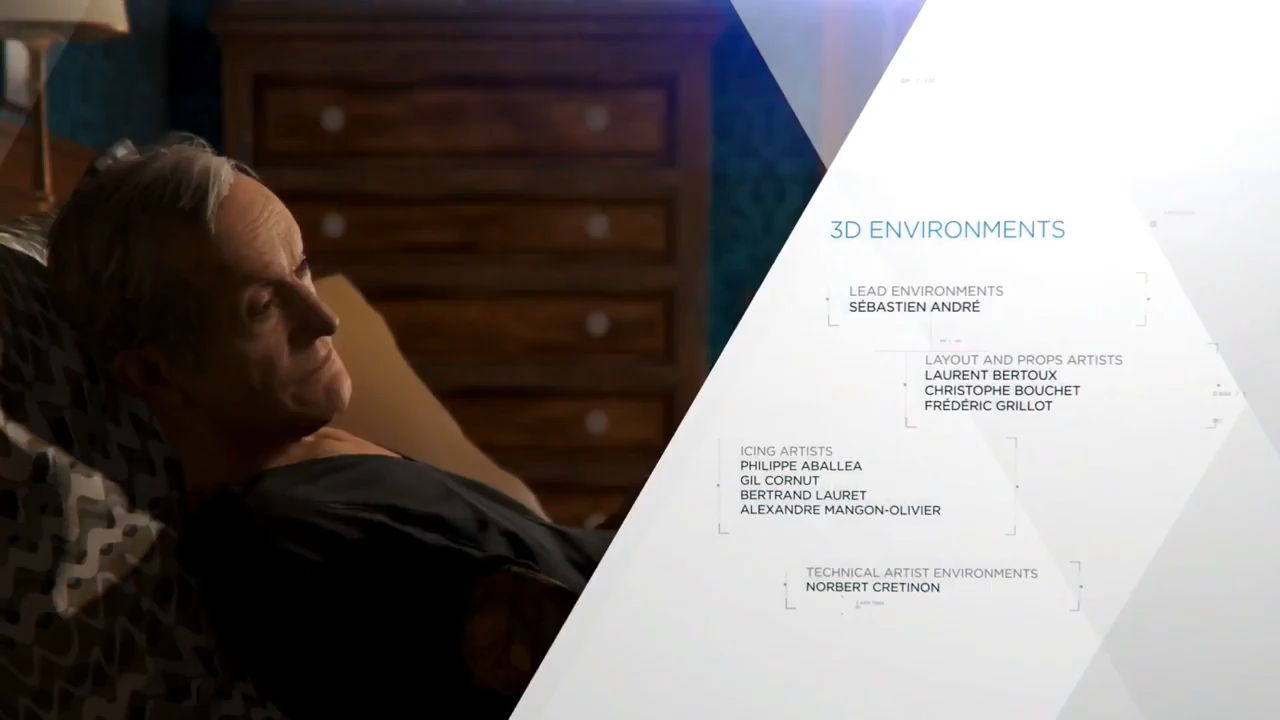 3D ENVIRONMENTS
LEAD ENVIRONMENTS
SÉBASTIEN ANDRÉ
LAYOUT AND PROPS ARTISTS
LAURENT BERTOUX
CHRISTOPHE BOUCHET
FRÉDÉRIC GRILLOT
ICING ARTISTS
PHILIPPE ABALLEA
GIL CORNUT
BERTRAND LAURET
ALEXANDRE MANGON-OLIVIER
TECHNICAL ARTIST ENVIRONMENTS
NORBERT CRETINON